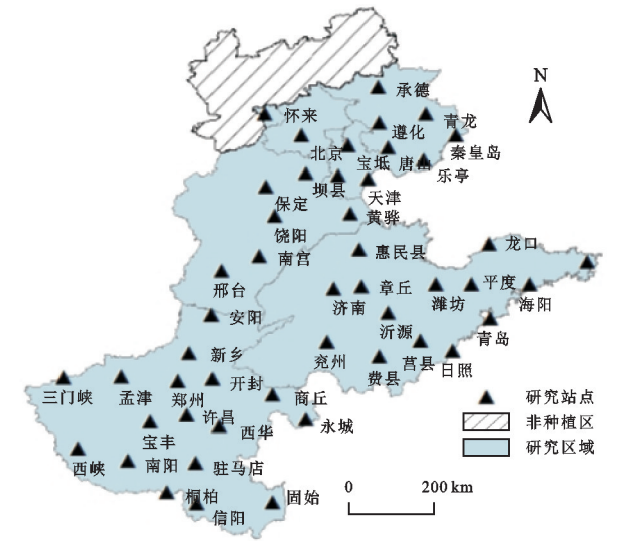 N
承德
怀来
青龙
遵化
北京
秦皇岛
宝坻
唐山
乐亭
坝县
天津
保定
黄骅
饶阳
惠民县
龙口
南宫
邢台
济南
章丘
潍坊
平度
海阳
安阳
沂源
青岛
新乡
兖州
莒县
日照
费县
三门峡
孟津
郑州
开封
商丘
许昌
永城
宝丰
西华
西峡
南阳
驻马店
桐柏
固始
信阳
研究站点
非种植区
研究区域
0 200 km